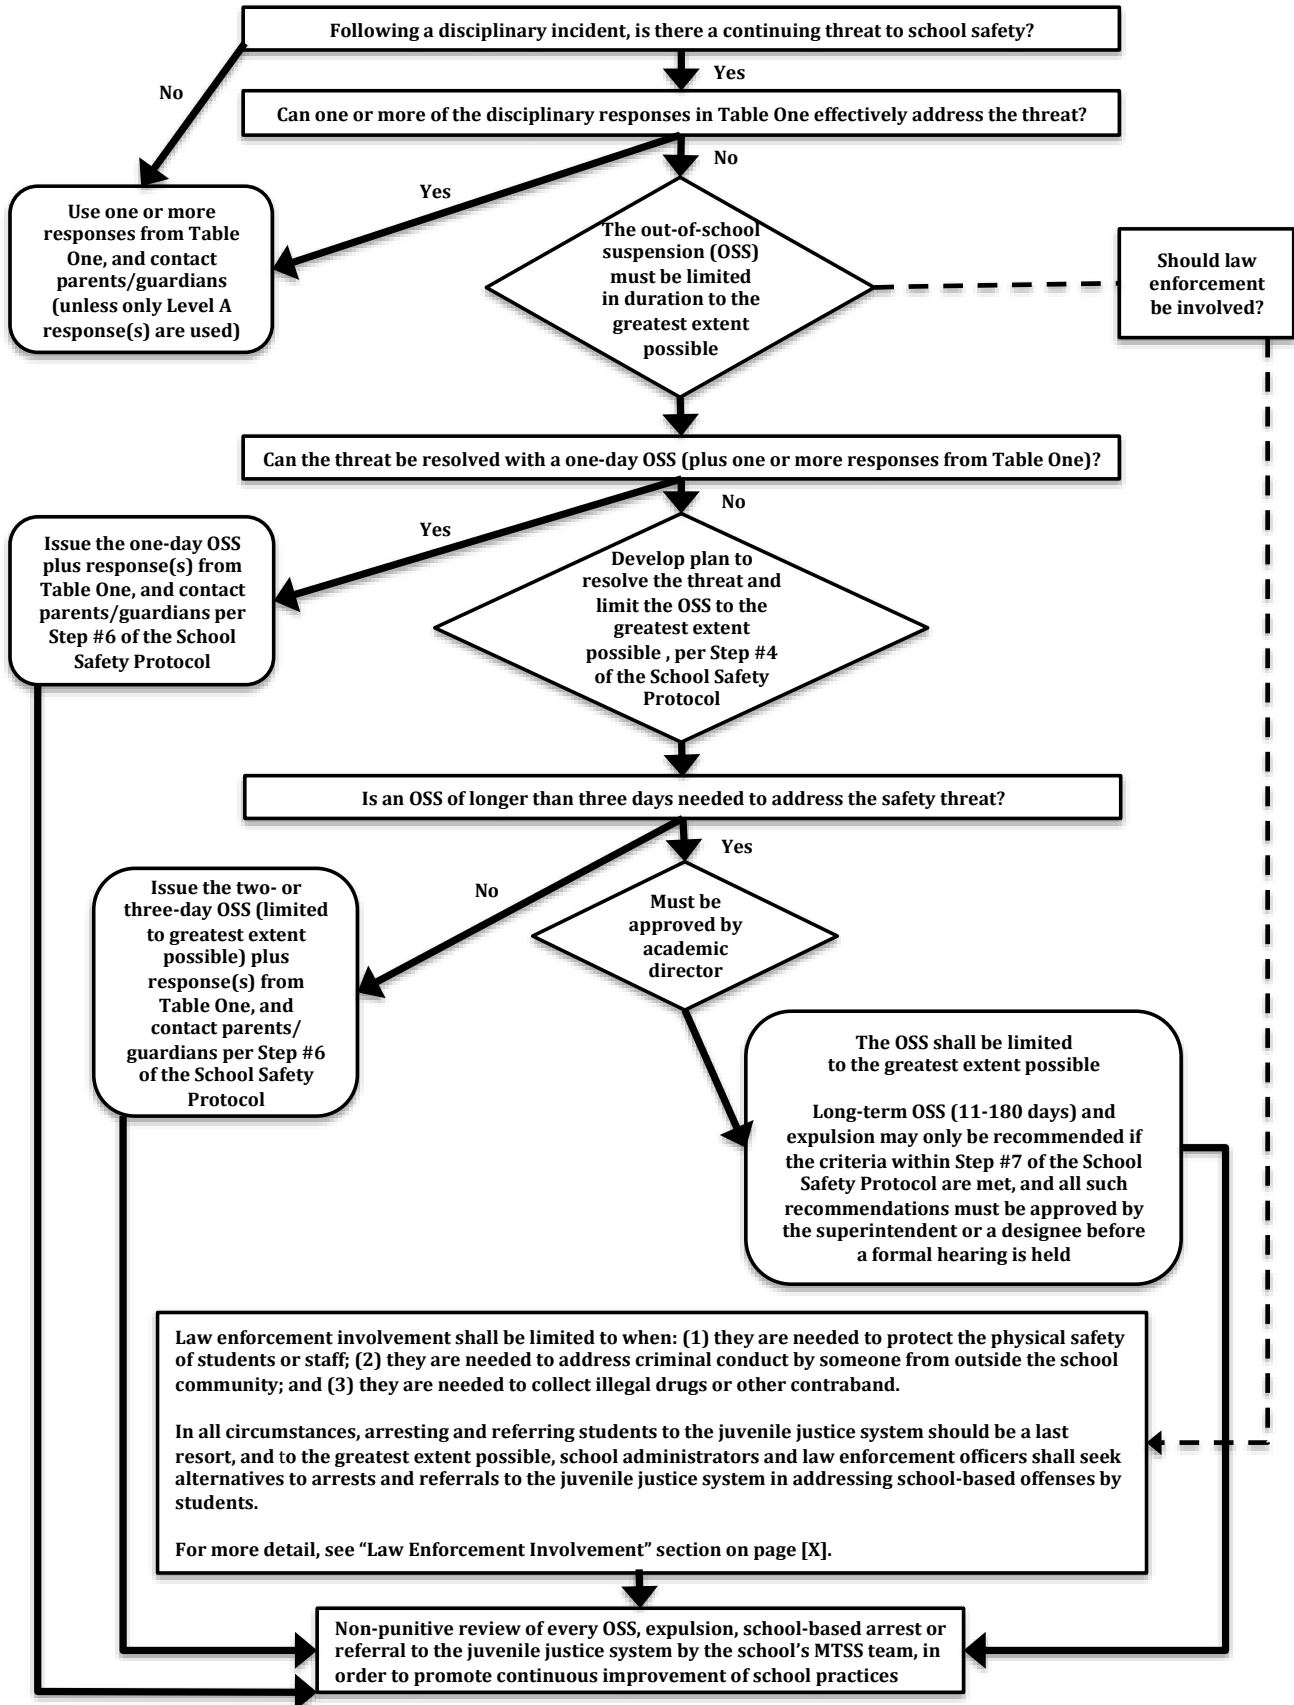 Following a disciplinary incident, is there a continuing threat to school safety?
No
Yes
Can one or more of the disciplinary responses in Table One effectively address the threat?
No
Yes
Use one or more
responses from Table
One, and contact
parents/guardians
(unless only Level A
response(s) are used)
The out-of-school
suspension (OSS)
must be limited
in duration to the
greatest extent
possible
Should law
enforcement
be involved?
Can the threat be resolved with a one-day OSS (plus one or more responses from Table One)?
No
Yes
Issue the one-day OSS
plus response(s) from
Table One, and contact
parents/guardians per
Step #6 of the School
Safety Protocol
Develop plan to
resolve the threat and
limit the OSS to the
greatest extent
possible , per Step #4
of the School Safety
Protocol
Is an OSS of longer than three days needed to address the safety threat?
Yes
No
Issue the two- or
three-day OSS (limited
to greatest extent
possible) plus
response(s) from
Table One, and
contact parents/
guardians per Step #6
of the School Safety
Protocol
Must be
approved by
academic
director
The OSS shall be limited
to the greatest extent possible
Long-term OSS (11-180 days) and
expulsion may only be recommended if
the criteria within Step #7 of the School
Safety Protocol are met, and all such
recommendations must be approved by
the superintendent or a designee before
a formal hearing is held
Law enforcement involvement shall be limited to when: (1) they are needed to protect the physical safety
of students or staff; (2) they are needed to address criminal conduct by someone from outside the school
community; and (3) they are needed to collect illegal drugs or other contraband.
In all circumstances, arresting and referring students to the juvenile justice system should be a last
resort, and to the greatest extent possible, school administrators and law enforcement officers shall seek
alternatives to arrests and referrals to the juvenile justice system in addressing school-based offenses by
students.
For more detail, see “Law Enforcement Involvement” section on page [X].
Non-punitive review of every OSS, expulsion, school-based arrest or
referral to the juvenile justice system by the school’s MTSS team, in
order to promote continuous improvement of school practices